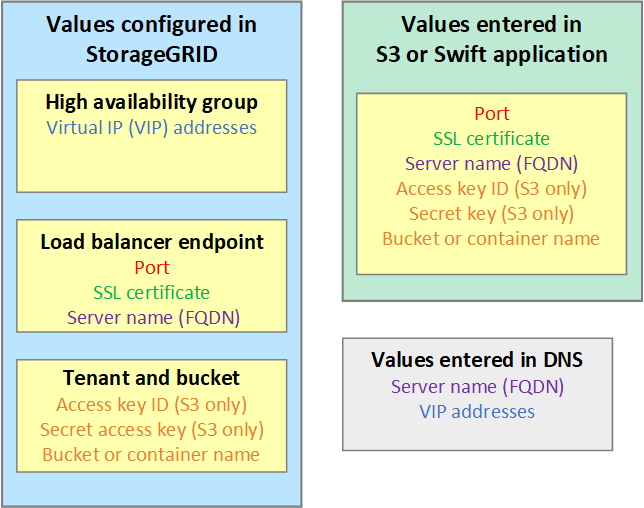 Values configured in
StorageGRID
High availability group
Virtual IP (VIP) addresses
Load balancer endpoint
Port
SSL certificate
Server name (FQDN)
Tenant and bucket
Access key ID (S3 only)
Secret access key (S3 only)
Bucket or container name
Values entered in
S3 or Swift application
Port
SSL certificate
Server name (FQDN)
Access key ID (S3 only)
Secret key (S3 only)
Bucket or container name
Values entered in DNS
Server name (FQDN)
VIP addresses